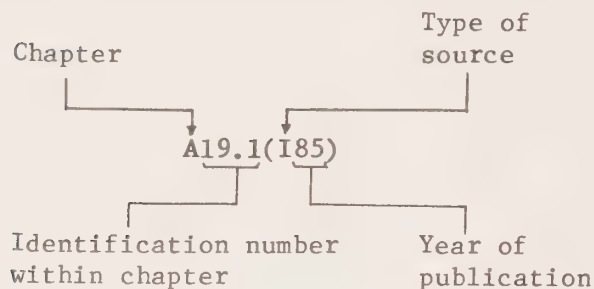 Type of
source
Chapter
A19.1(I85)
Identification number
within chapter
Year of
publication